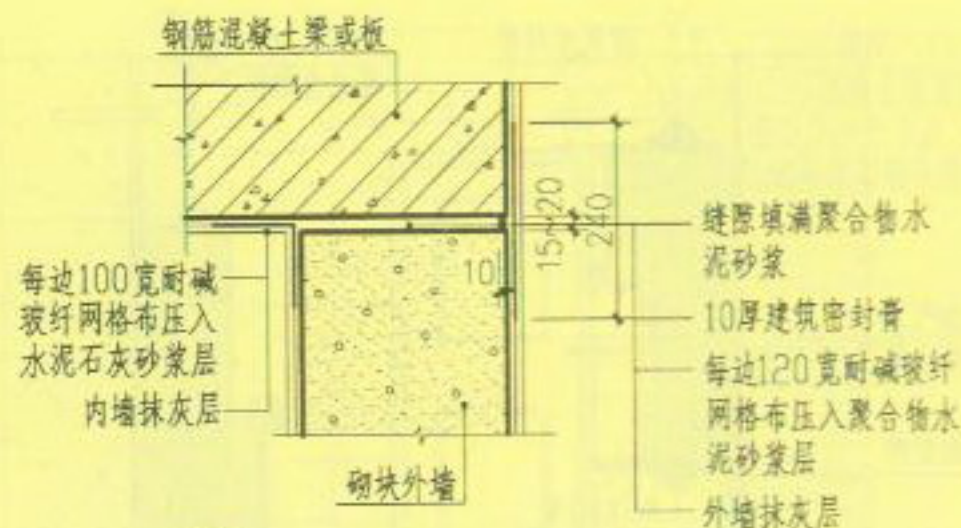 钢筋混凝土梁或板
15~20
240
10
缝隙填满聚合物水
泥砂浆
10厚建筑密封膏
每边120宽耐碱玻纤
网格布压入聚合物水
泥砂浆层
外墙抹灰层
每边100宽耐碱
玻纤网格布压入
水泥石灰砂浆层
内墙抹灰层
砌块外墙